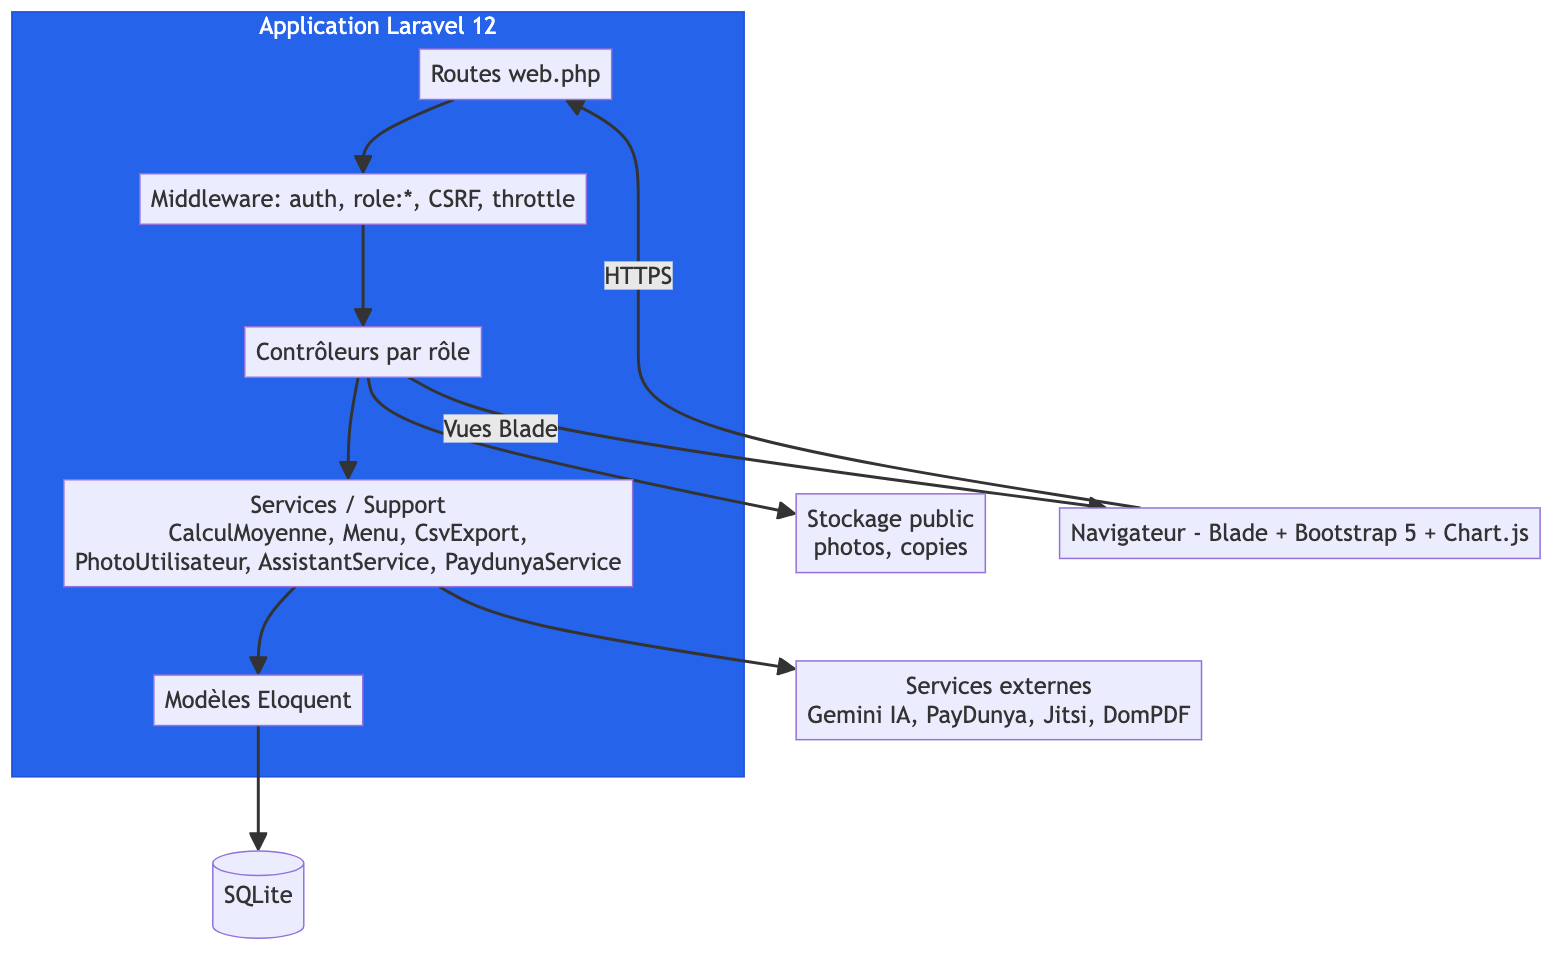 Application Laravel 12
Routes web.php
Middleware: auth, role:*, CSRF, throttle
HTTPS
Contrôleurs par rôle
Vues Blade
Services / Support
CalculMoyenne, Menu, CsvExport,
PhotoUtilisateur, AssistantService, PaydunyaService
Stockage public
photos, copies
Navigateur - Blade + Bootstrap 5 + Chart.js
Modèles Eloquent
Services externes
Gemini IA, PayDunya, Jitsi, DomPDF
SQLite